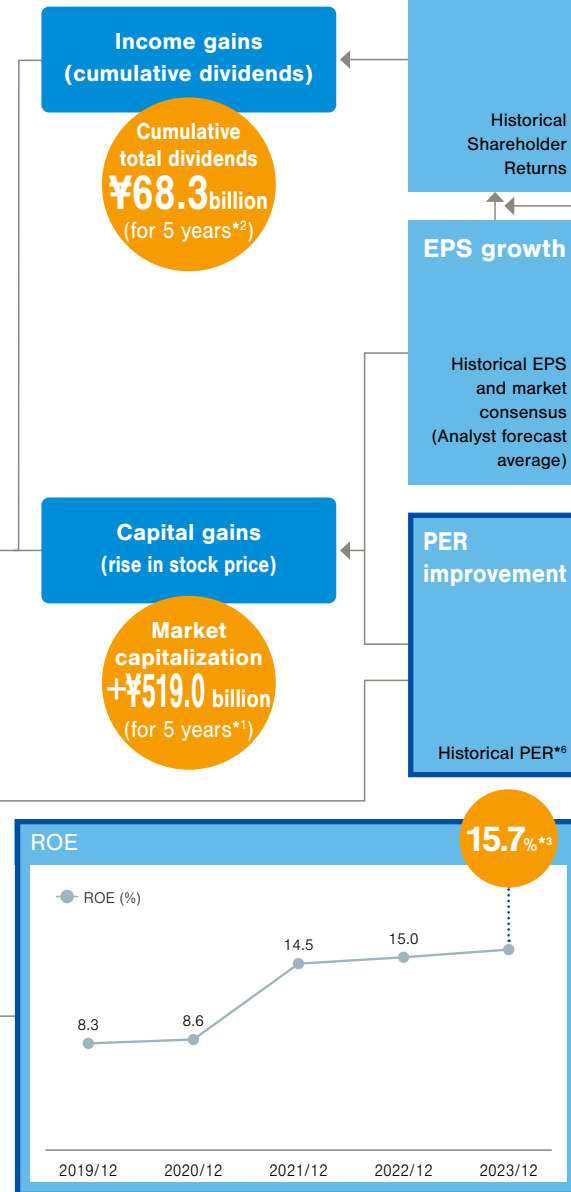 Income gains
(cumulative dividends)
Cumulative
total dividends
¥68.3billion
(for 5 years*2)
Historical
Shareholder
Returns
EPS growth
Historical EPS
and market
consensus
(Analyst forecast
average)
Capital gains
(rise in stock price)
Market
capitalization
+¥519.0 billion
(for 5 years*1)
PER
improvement
Historical PER*6
ROE
15.7%*3
ROE (%)
8.3
8.6
14.5
15.0
2019/12
2020/12
2021/12
2022/12
2023/12